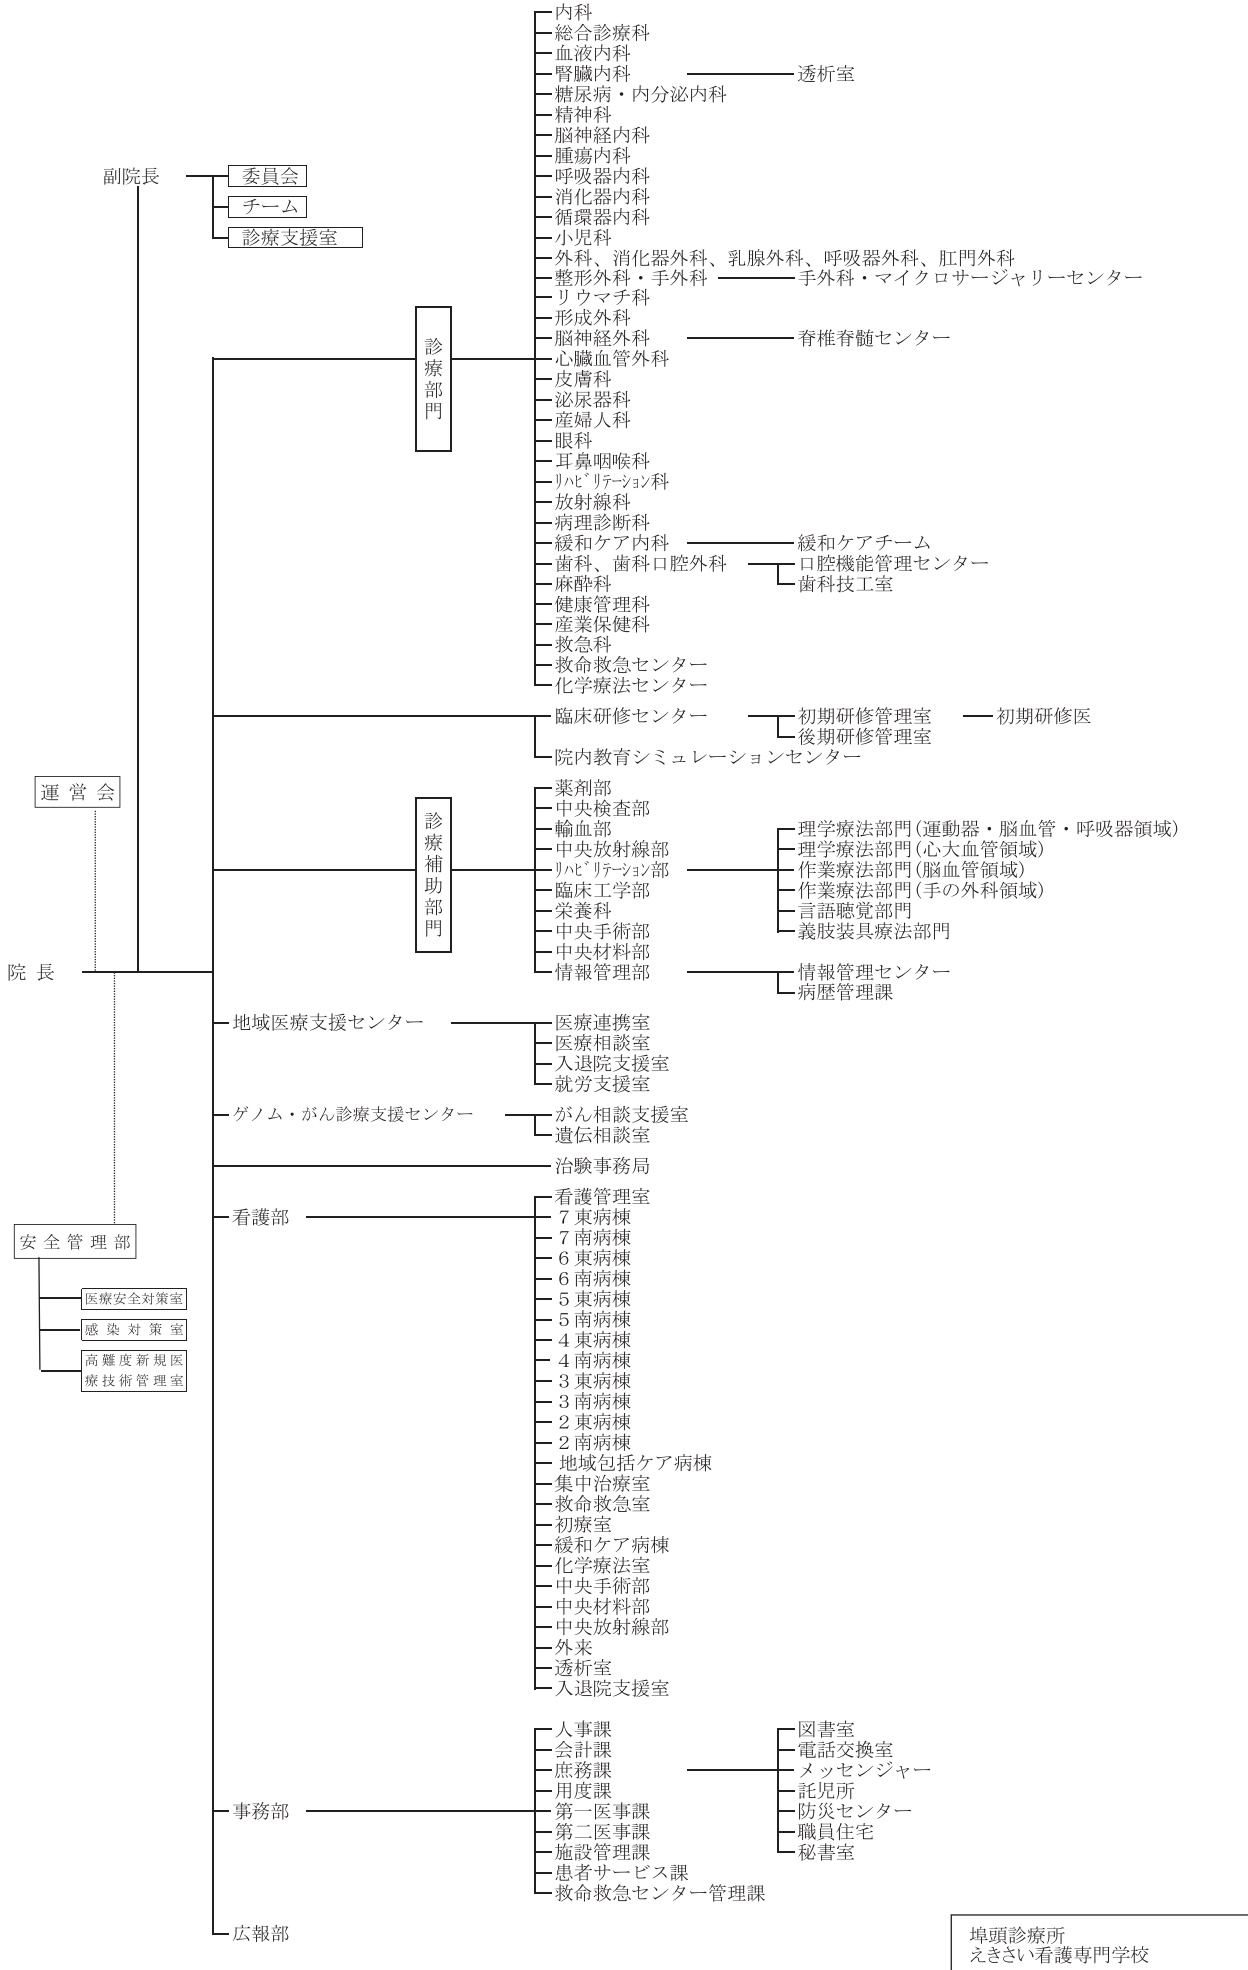 内科
総合診療科
血液内科
腎臓内科 透析室
糖尿病・内分泌内科
精神科
脳神経内科
腫瘍内科
副院長 委員会 呼吸器内科
消化器内科
チーム 循環器内科
診療支援室 小児科
外科、消化器外科、乳腺外科、呼吸器外科、肛門外科
整形外科・手外科 手外科・マイクロサージャリーセンター
リウマチ科
形成外科
脳神経外科 脊椎脊髄センター
診療部門 心臓血管外科
皮膚科
泌尿器科
産婦人科
眼科
耳鼻咽喉科
ﾘﾊﾋﾞﾘﾃｰｼｮﾝ科
放射線科
病理診断科
緩和ケア内科 緩和ケアチーム
歯科、歯科口腔外科 口腔機能管理センター
麻酔科 歯科技工室
健康管理科
産業保健科
救急科
救命救急センター
化学療法センター
臨床研修センター 初期研修管理室 初期研修医
後期研修管理室
院内教育シミュレーションセンター
運営会 薬剤部
中央検査部
輸血部 理学療法部門(運動器・脳血管・呼吸器領域)
中央放射線部 理学療法部門(心大血管領域)
診療補助部門 ﾘﾊﾋﾞﾘﾃｰｼｮﾝ部 作業療法部門(脳血管領域)
臨床工学部 作業療法部門(手の外科領域)
栄養科 言語聴覚部門
中央手術部 義肢装具療法部門
中央材料部
院長 情報管理部 情報管理センター
病歴管理課
地域医療支援センター 医療連携室
医療相談室
入退院支援室
就労支援室
ゲノム・がん診療支援センター がん相談支援室
遺伝相談室
治験事務局
看護管理室
看護部 ７東病棟
７南病棟
安全管理部 ６東病棟
６南病棟
医療安全対策室 ５東病棟
５南病棟
感染対策室 ４東病棟
高難度新規医 ４南病棟
療技術管理室 ３東病棟
３南病棟
２東病棟
２南病棟
地域包括ケア病棟
集中治療室
救命救急室
初療室
緩和ケア病棟
化学療法室
中央手術部
中央材料部
中央放射線部
外来
透析室
入退院支援室
人事課 図書室
会計課 電話交換室
庶務課 メッセンジャー
用度課 託児所
事務部 第一医事課 防災センター
第二医事課 職員住宅
施設管理課 秘書室
患者サービス課
救命救急センター管理課
広報部
埠頭診療所
えきさい看護専門学校